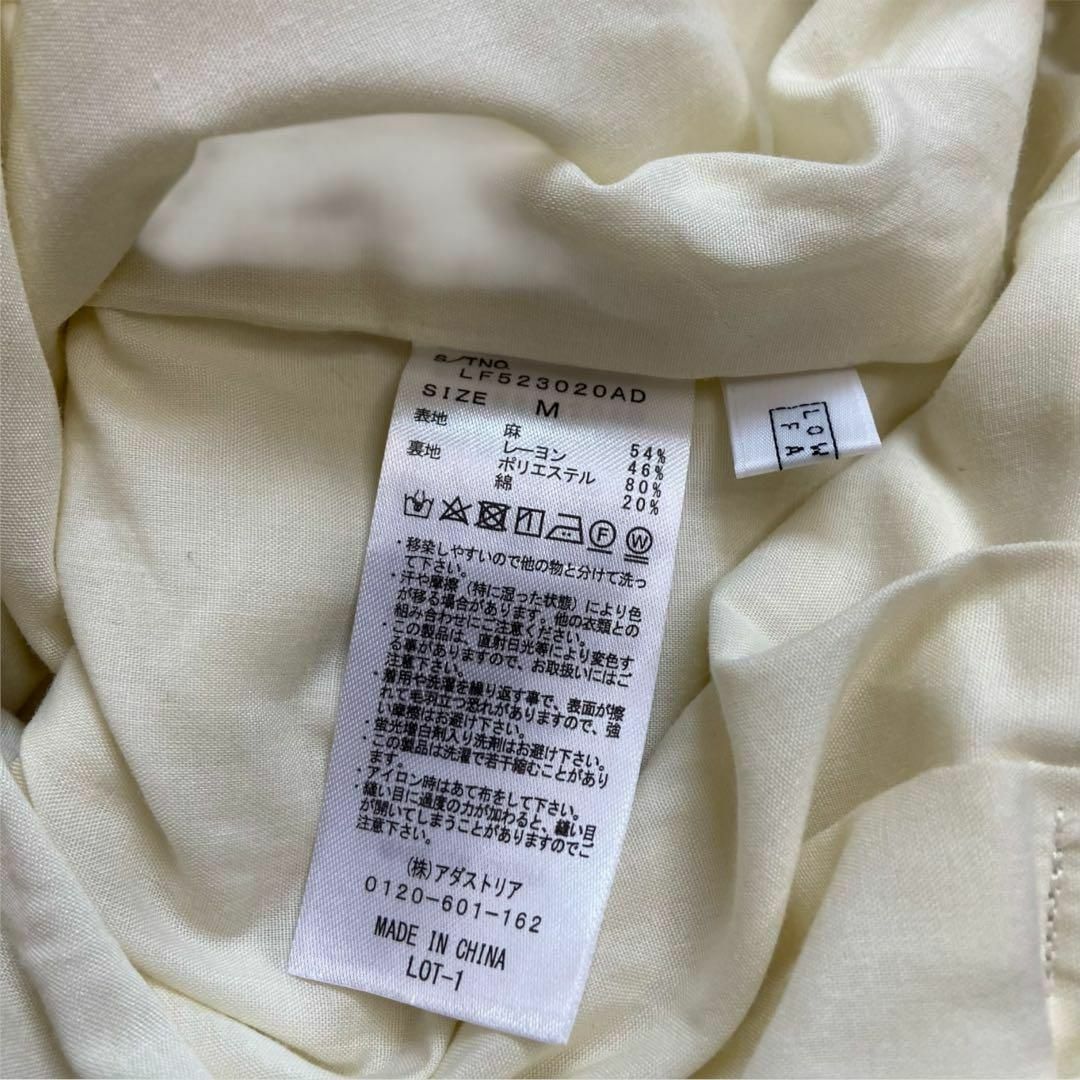 S/TNO.
LF523020AD
SIZE M
表地 麻 54%
レーヨン 46%
裏地 ポリエステル 80%
綿 20%
F W
・移染しやすいので他の物と分けて洗っ
て下さい。
・汗や摩擦(特に湿った状態)により色
が移る場合があります。他の衣類との
組み合わせにご注意ください。
・この製品は、直射日光等により変色す
る事がありますので、お取扱いにはご
注意下さい。
・着用や洗濯を繰り返す事で、表面が擦
れて毛羽立つ恐れがありますので、強
い摩擦はお避け下さい。
・蛍光増白剤入り洗剤はお避け下さい。
・この製品は洗濯で若干縮むことがあり
ます。
・アイロン時はあて布をして下さい。
・縫い目に過度の力が加わると、縫い目
が開いてしまうことがありますのでご
注意下さい。
(株)アダストリア
0120-601-162
MADE IN CHINA
LOT-1
LOW
FA